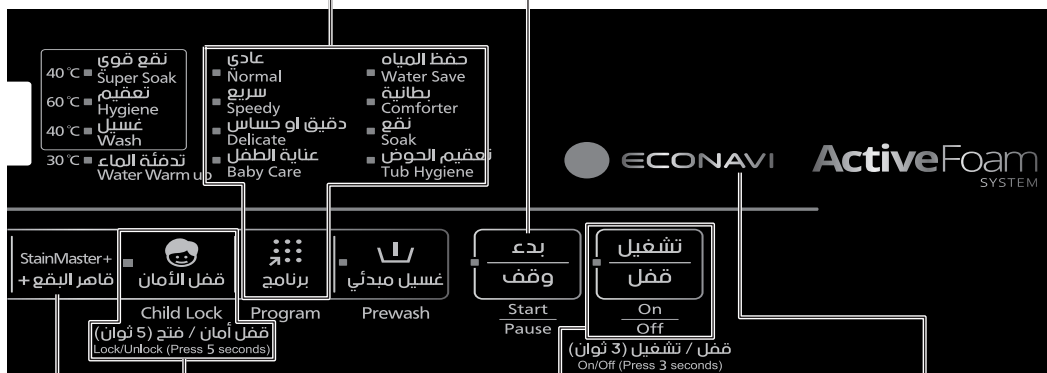 نقع قوي
40 °C Super Soak
تعقيم
60 °C Hygiene
غسيل
40 °C Wash
تدفئة الماء
30 °C Water Warm up
عادي
Normal
سريع
Speedy
دقيق او حساس
Delicate
عناية الطفل
Baby Care
حفظ المياه
Water Save
بطانية
Comforter
نقع
Soak
تعقيم الحوض
Tub Hygiene
ECONAVI
ActiveFoam
SYSTEM
StainMaster+
قاهر البقع +
قفل الأمان
Child Lock
قفل أمان / فتح (5 ثوان)
Lock/Unlock (Press 5 seconds)
برنامج
Program
غسيل مبدئي
Prewash
بدء
وقف
Start
Pause
تشغيل
قفل
On
Off
قفل / تشغيل (3 ثوان)
On/Off (Press 3 seconds)